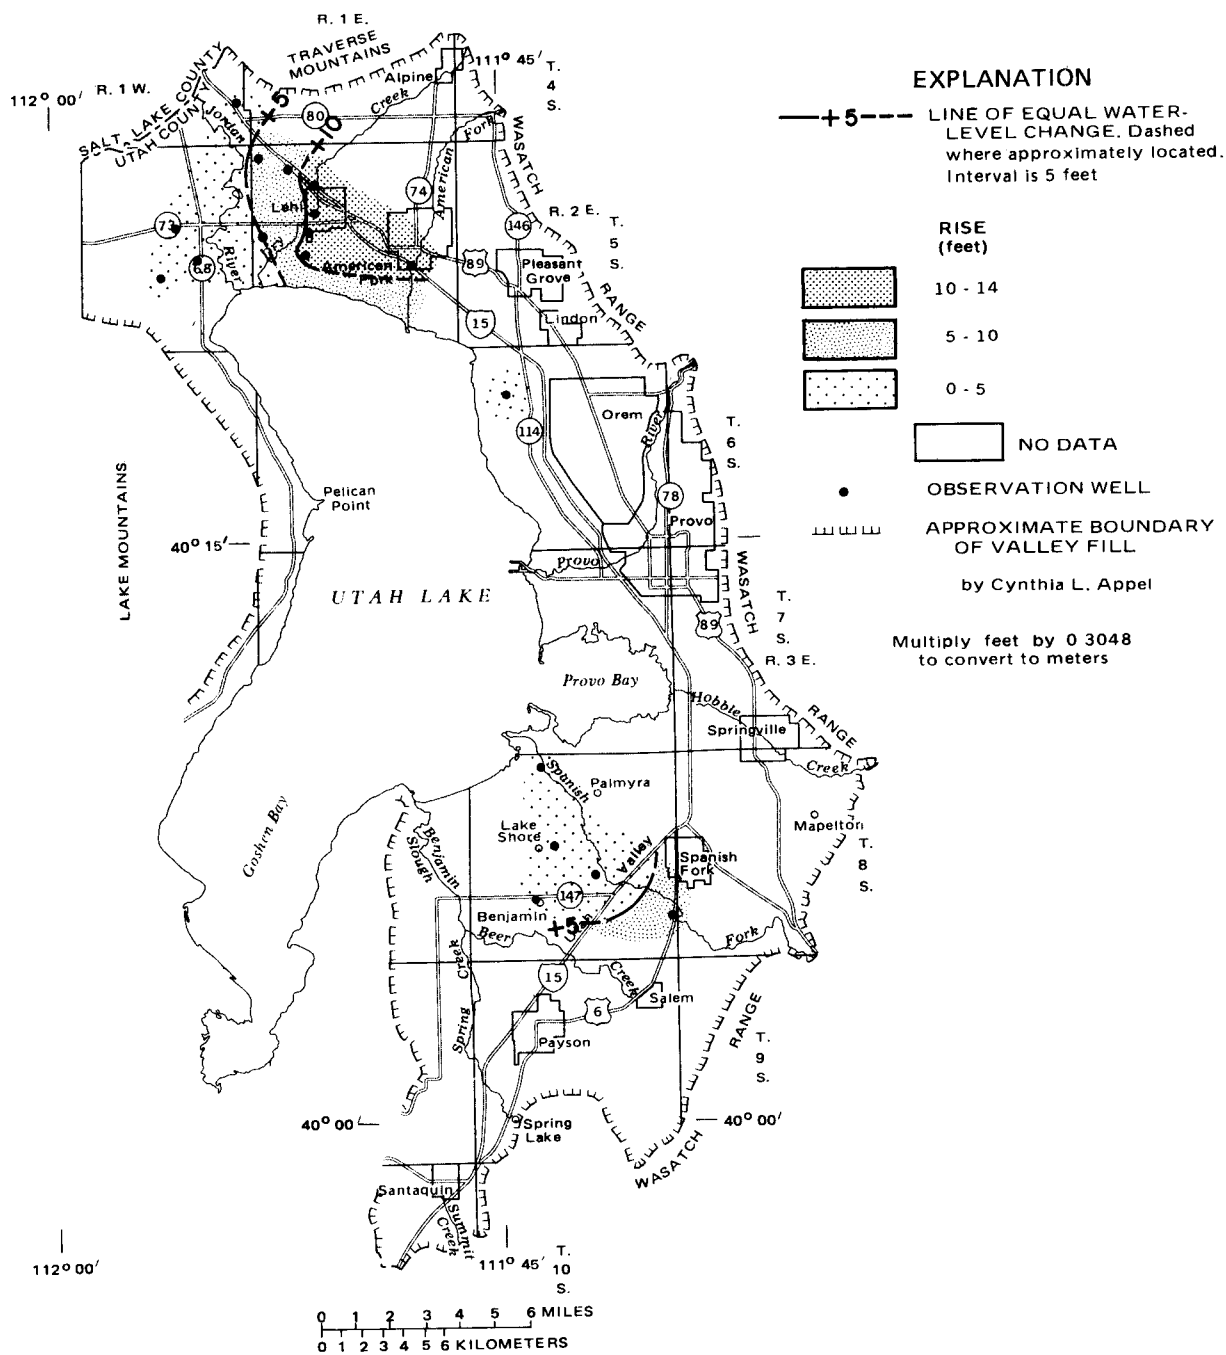 R. 1 E.
TRAVERSE
MOUNTAINS
111° 45′
T.
4
S.
112° 00′
R. 1 W.
SALT LAKE COUNTY
UTAH COUNTY
Jordan
River
+5
+10
80
Alpine
Creek
Fork
American
WASATCH
RANGE
R. 2 E.
T.
5
S.
74
146
73
68
Lehi
American
Fork
89
Pleasant
Grove
Lindon
15
114
Orem
River
T.
6
S.
78
Provo
LAKE MOUNTAINS
Pelican
Point
40° 15′
Provo
UTAH LAKE
WASATCH
RANGE
T.
7
S.
R. 3 E.
89
Provo Bay
Hobble
Creek
Springville
Spanish
Palmyra
Mapelton
Lake
Shore
Goshen Bay
Benjamin
Slough
Valley
Spanish
Fork
T.
8
S.
147
Benjamin
+5
Beer
Creek
Fork
15
Salem
6
Spring
Creek
Payson
RANGE
WASATCH
T.
9
S.
40° 00′
40° 00′
Spring
Lake
Santaquin
Summit
Creek
112° 00′
111° 45′
T.
10
S.
0 1 2 3 4 5 6 MILES
0 1 2 3 4 5 6 KILOMETERS
EXPLANATION
+5 LINE OF EQUAL WATER-
LEVEL CHANGE. Dashed
where approximately located.
Interval is 5 feet
RISE
(feet)
10 - 14
5 - 10
0 - 5
NO DATA
OBSERVATION WELL
APPROXIMATE BOUNDARY
OF VALLEY FILL
by Cynthia L. Appel
Multiply feet by 0 3048
to convert to meters